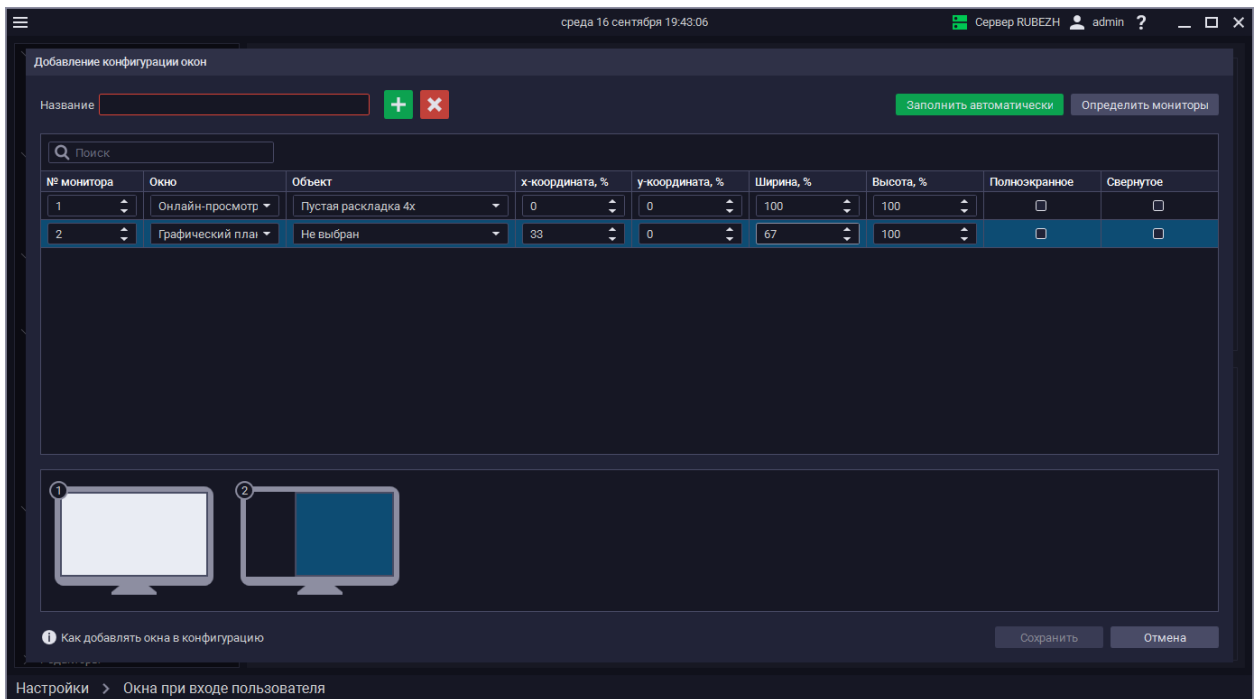 среда 16 сентября 19:43:06 Сервер RUBEZH admin ?
Добавление конфигурации окон
Название Заполнить автоматически Определить мониторы
Поиск
№ монитора Окно Объект x-координата, % y-координата, % Ширина, % Высота, % Полноэкранное Свернутое
1 Онлайн-просмотр Пустая раскладка 4x 0 0 100 100
2 Графический план Не выбран 33 0 67 100
1 2
Как добавлять окна в конфигурацию Сохранить Отмена
Настройки > Окна при входе пользователя